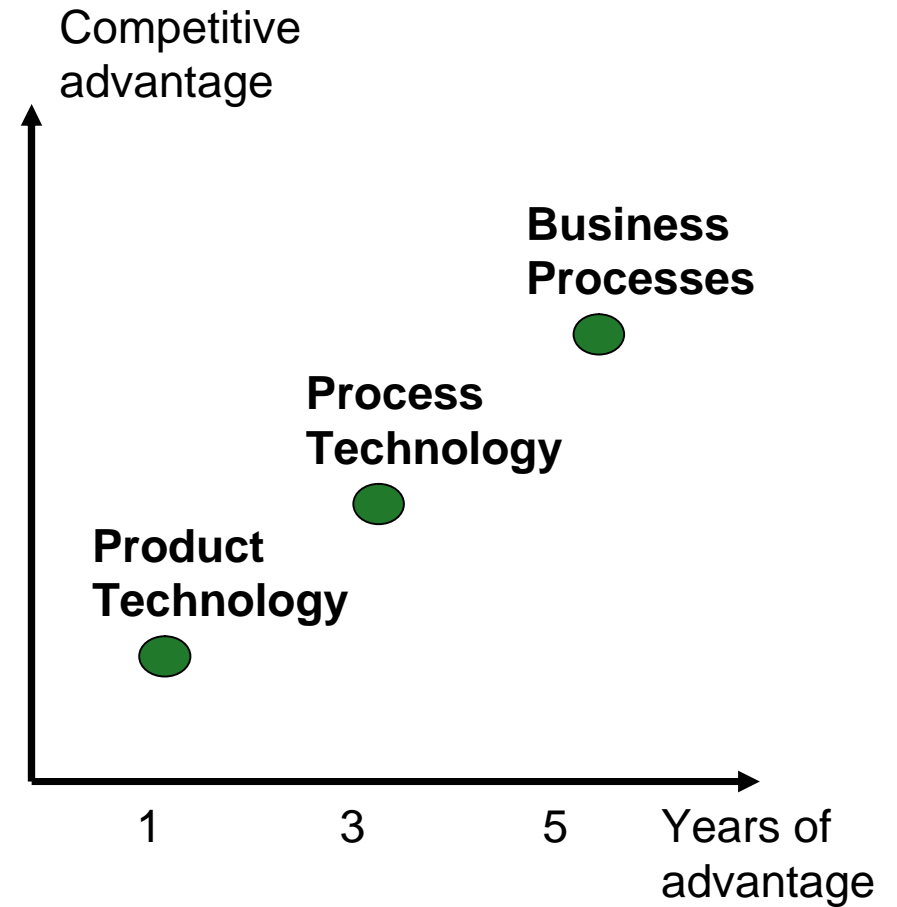 Competitive
advantage
Business
Processes
Process
Technology
Product
Technology
1 3 5 Years of
advantage